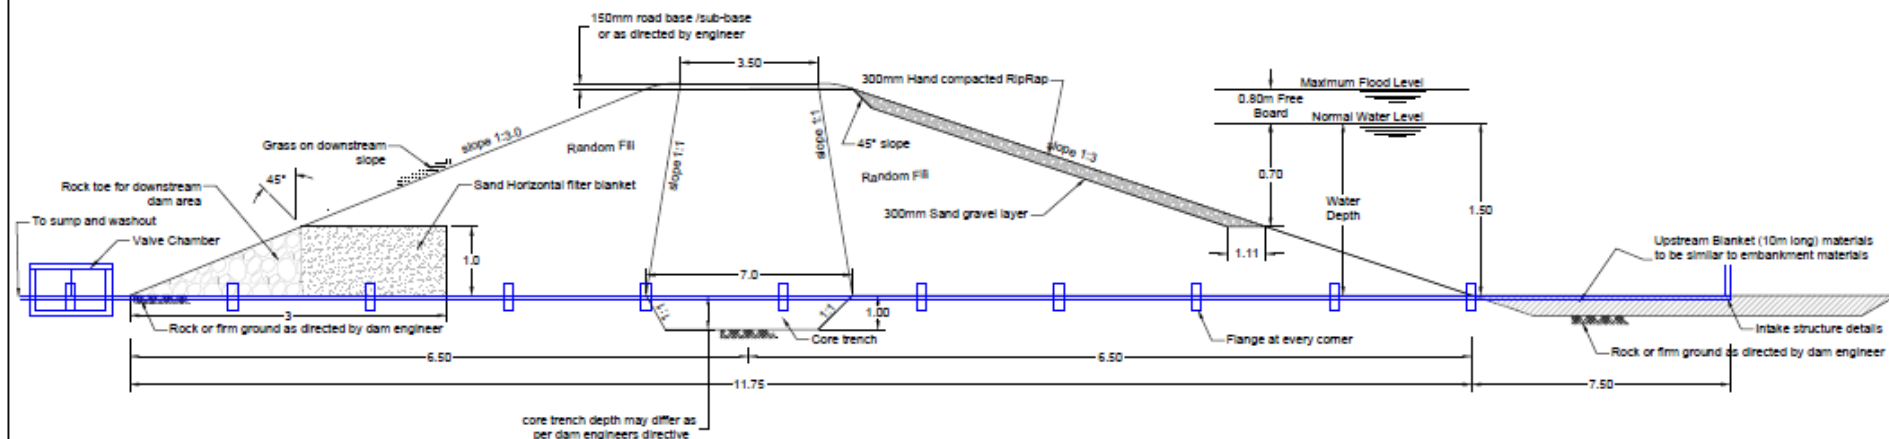 150mm road base /sub-base
or as directed by engineer
3.50
300mm Hand compacted RipRap
Maximum Flood Level
0.80m Free
Board
Normal Water Level
slope 1:3.0
Random Fill
slope 1:1
slope 1:1
45° slope
slope 1:3
Grass on downstream
slope
45°
Rock toe for downstream
dam area
Sand Horizontal filter blanket
Random Fill
0.70
300mm Sand gravel layer
Water
Depth
1.50
To sump and washout
Valve Chamber
1.0
7.0
1.11
Upstream Blanket (10m long) materials
to be similar to embankment materials
3
Rock or firm ground as directed by dam engineer
1:1
1:1
1.00
Core trench
Flange at every corner
Intake structure details
Rock or firm ground as directed by dam engineer
6.50
6.50
11.75
7.50
core trench depth may differ as
per dam engineers directive